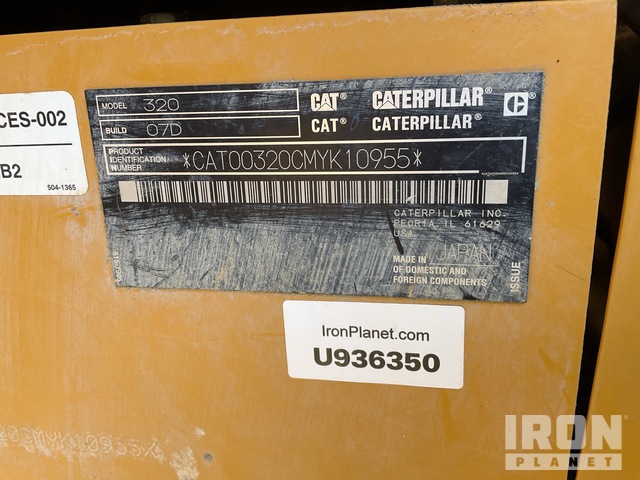 CES-002
B2
504-1365
MODEL 320
CAT® CATERPILLAR®
BUILD 07D
CAT® CATERPILLAR®
PRODUCT IDENTIFICATION NUMBER *CAT00320CMYK10955*
CATERPILLAR INC.
PEORIA IL 61629
USA
MADE IN JAPAN
OF DOMESTIC AND
FOREIGN COMPONENTS
ISSUE
IronPlanet.com
U936350
IRON
PLANET